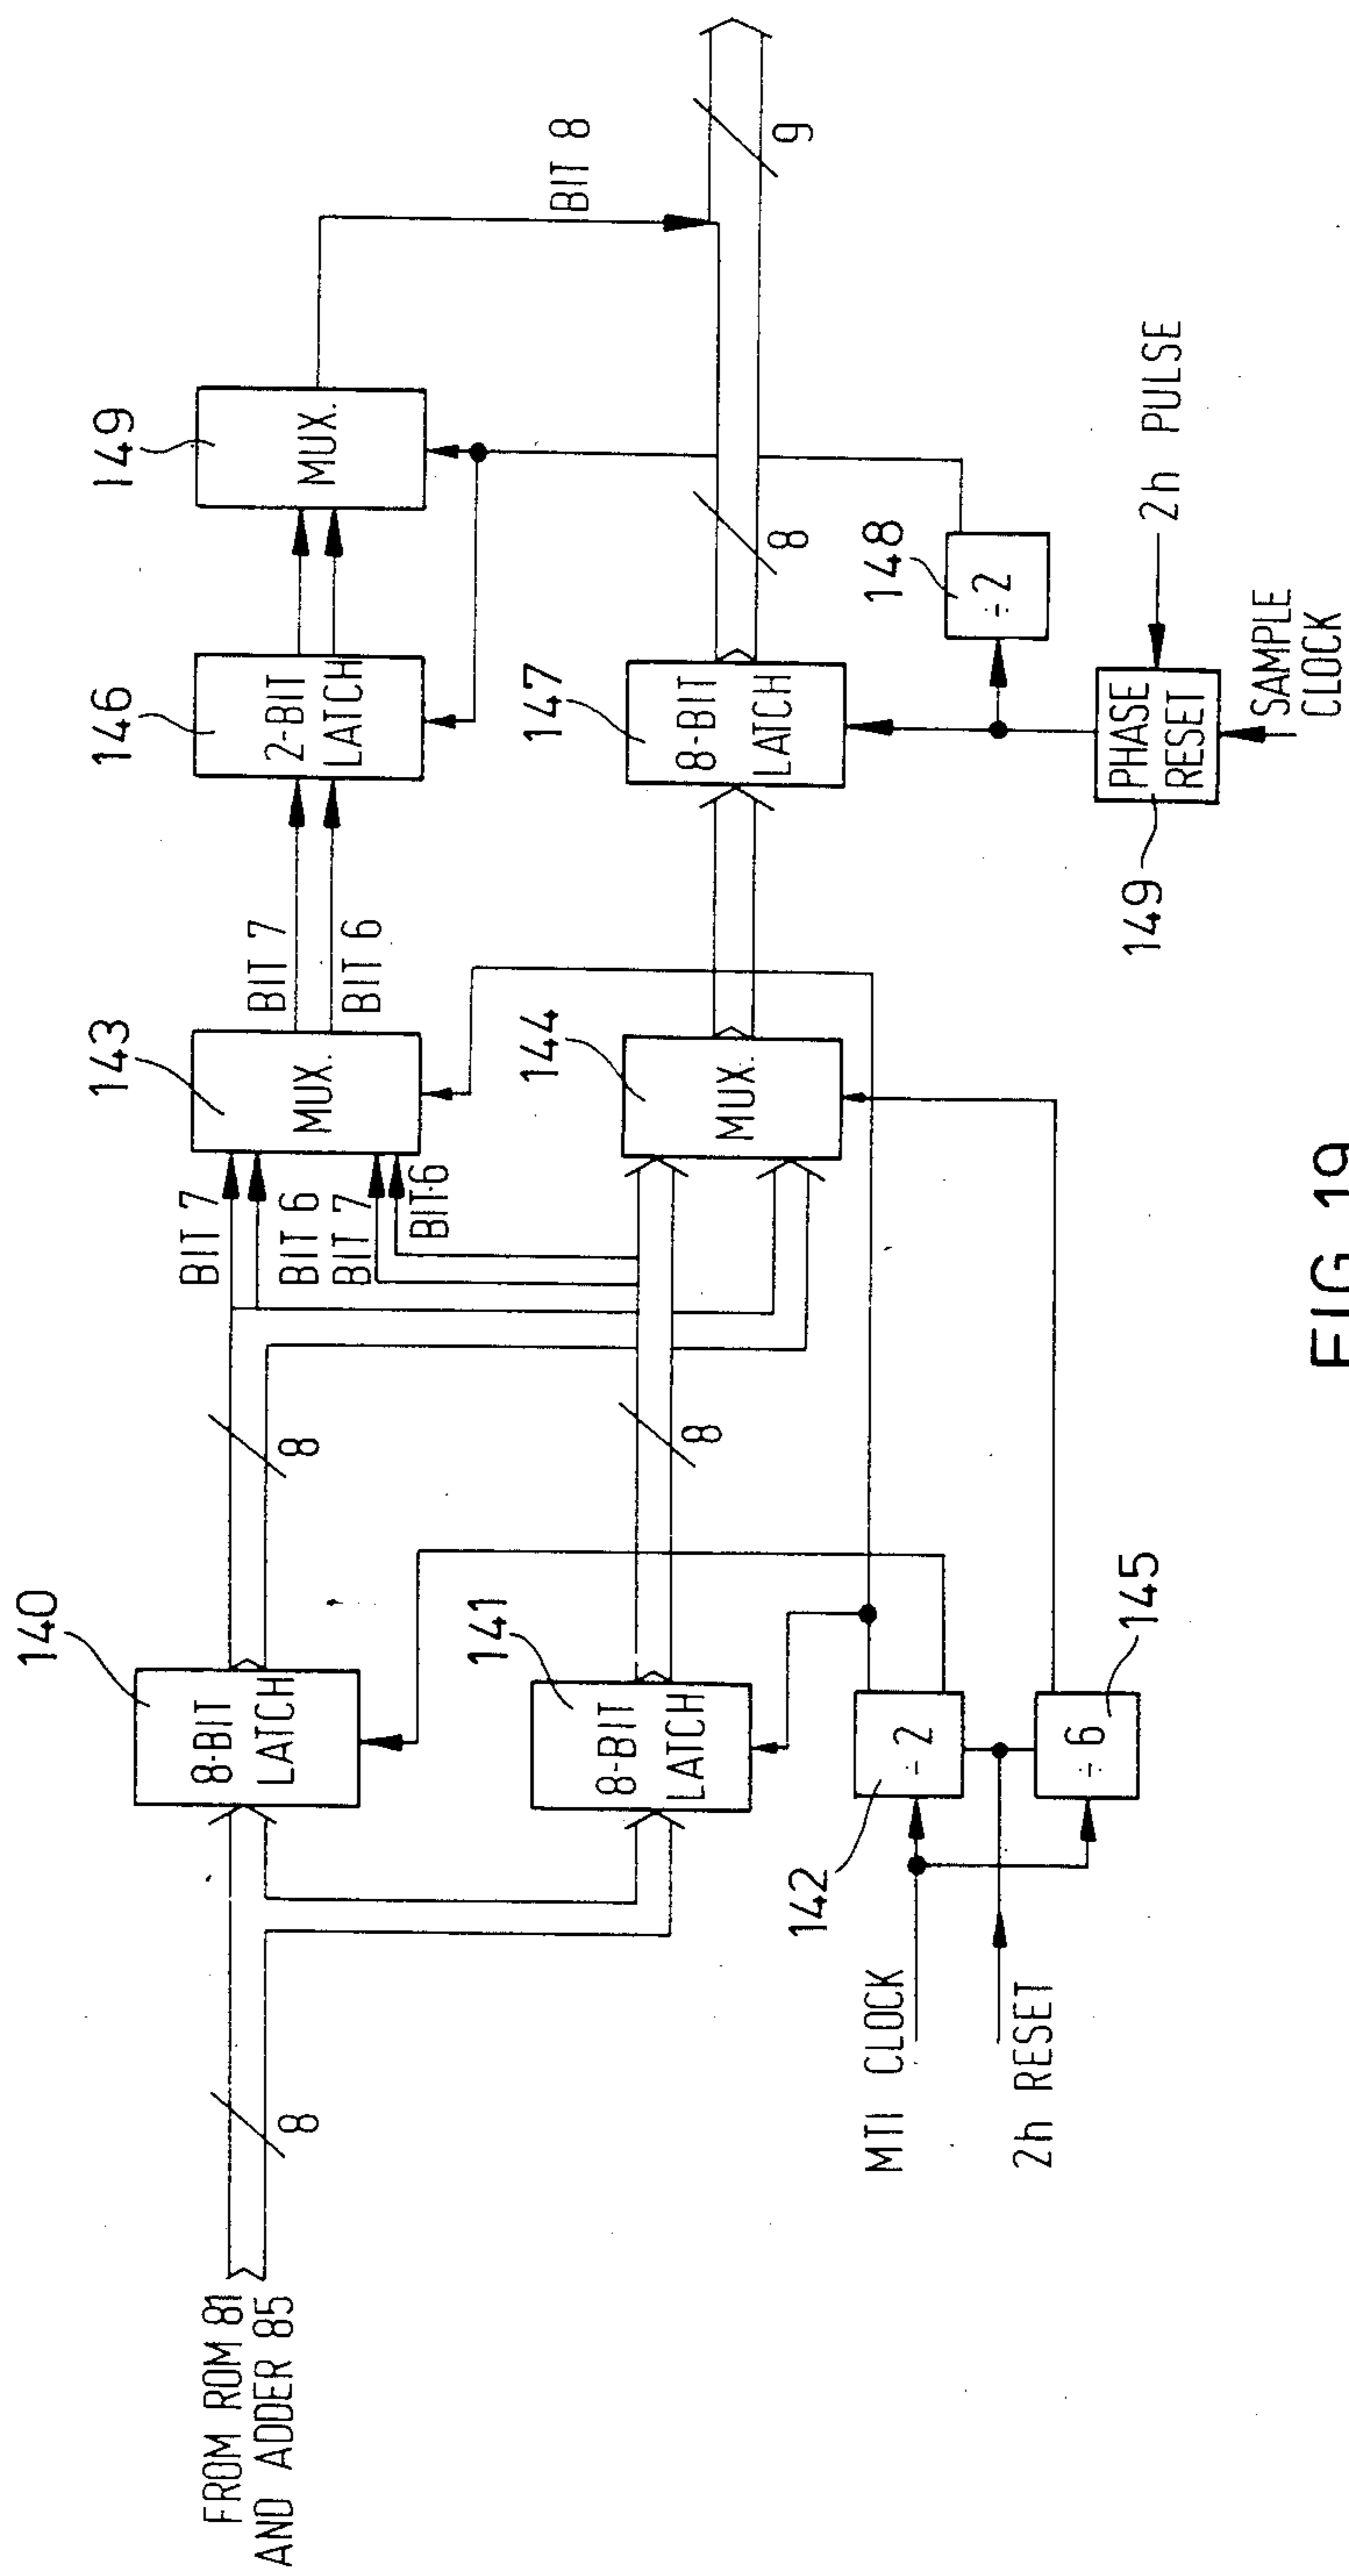 FROM ROM 81
AND ADDER 85
8
140
8-BIT
LATCH
8
BIT 7
BIT 6
BIT 7
BIT·6
143
MUX.
BIT 7
BIT 6
146
2-BIT
LATCH
149
MUX.
BIT 8
141
8-BIT
LATCH
8
144
MUX.
147
8-BIT
LATCH
8
9
MTI CLOCK
2h RESET
142
÷ 2
÷ 6
145
148
÷ 2
149
PHASE
RESET
2h PULSE
SAMPLE
CLOCK
FIG 19